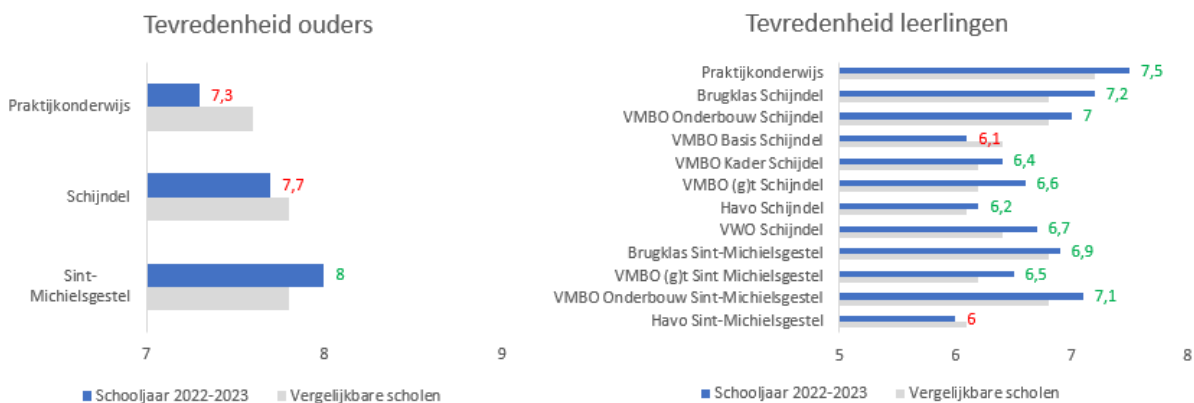 Tevredenheid ouders
Praktijkonderwijs
7,3
Schijndel
7,7
Sint-
Michielsgestel
8
7 8 9
Schooljaar 2022-2023 Vergelijkbare scholen
Tevredenheid leerlingen
Praktijkonderwijs 7,5
Brugklas Schijndel 7,2
VMBO Onderbouw Schijndel 7
VMBO Basis Schijndel 6,1
VMBO Kader Schijdel 6,4
VMBO (g)t Schijndel 6,6
Havo Schijndel 6,2
VWO Schijndel 6,7
Brugklas Sint-Michielsgestel 6,9
VMBO (g)t Sint Michielsgestel 6,5
VMBO Onderbouw Sint-Michielsgestel 7,1
Havo Sint-Michielsgestel 6
5 6 7 8
Schooljaar 2022-2023 Vergelijkbare scholen